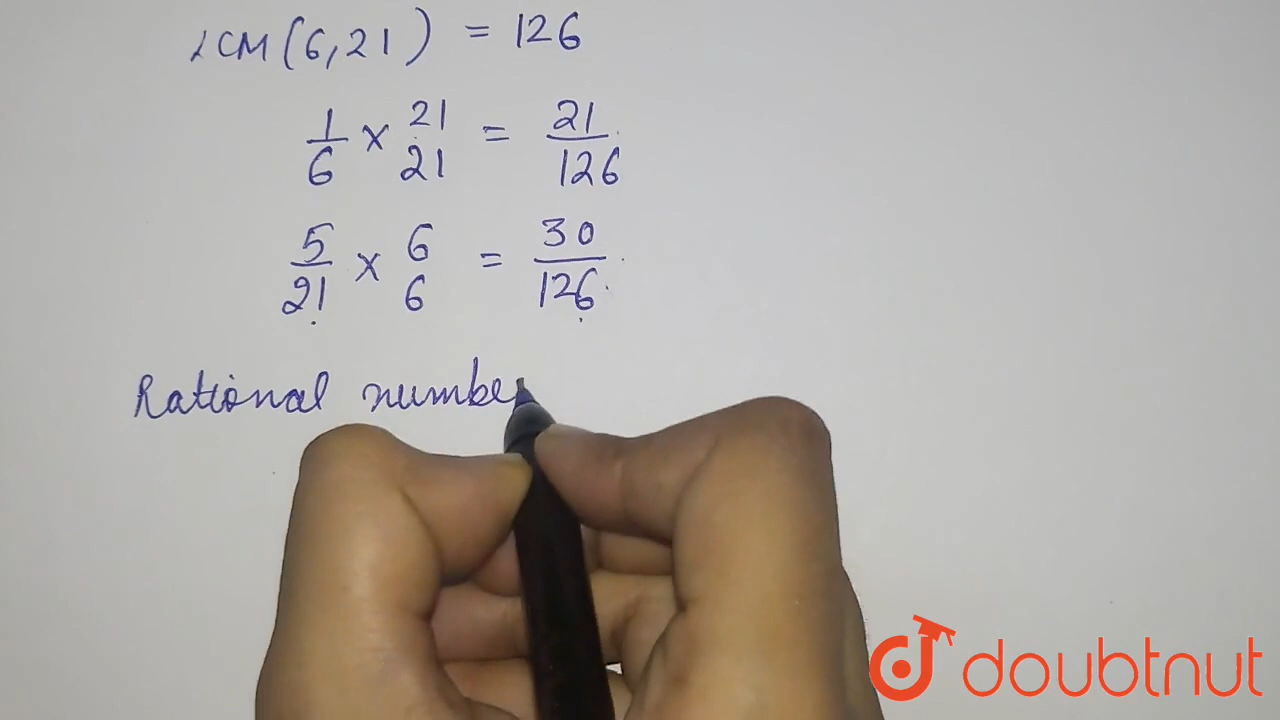 LCM (6,21) = 126
1/6 × 21/21 = 21/126
5/21 × 6/6 = 30/126
Rational number
doubtnut